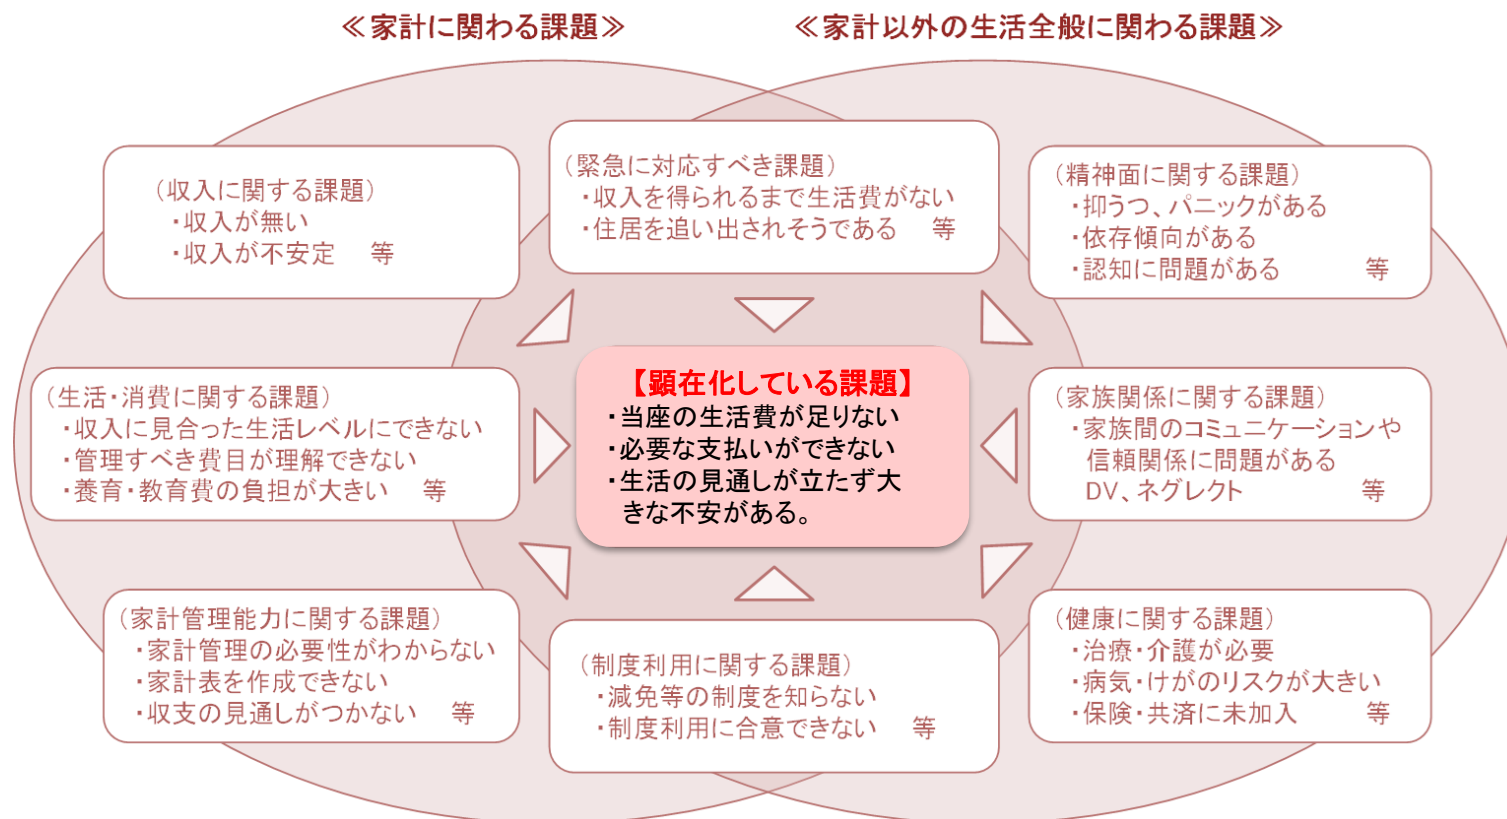 ≪家計に関わる課題≫
≪家計以外の生活全般に関わる課題≫
（収入に関する課題）
・収入が無い
・収入が不安定　等
（緊急に対応すべき課題）
・収入を得られるまで生活費がない
・住居を追い出されそうである　等
（精神面に関する課題）
・抑うつ、パニックがある
・依存傾向がある
・認知に問題がある　等
（生活・消費に関する課題）
・収入に見合った生活レベルにできない
・管理すべき費目が理解できない
・養育・教育費の負担が大きい　等
【顕在化している課題】
・当座の生活費が足りない
・必要な支払いができない
・生活の見通しが立たず大
きな不安がある。
（家族関係に関する課題）
・家族間のコミュニケーションや
信頼関係に問題がある
DV、ネグレクト　等
（家計管理能力に関する課題）
・家計管理の必要性がわからない
・家計表を作成できない
・収支の見通しがつかない　等
（制度利用に関する課題）
・減免等の制度を知らない
・制度利用に合意できない　等
（健康に関する課題）
・治療・介護が必要
・病気・けがのリスクが大きい
・保険・共済に未加入　等